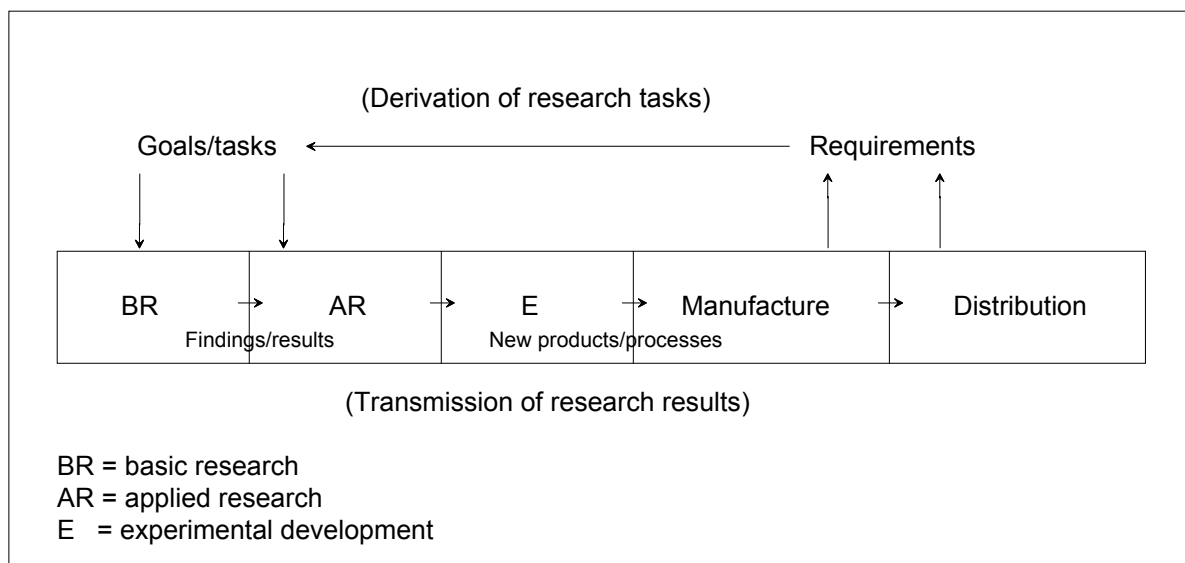 (Derivation of research tasks)
Goals/tasks
Requirements
BR
AR
E
Manufacture
Distribution
Findings/results
New products/processes
(Transmission of research results)
BR = basic research
AR = applied research
E = experimental development